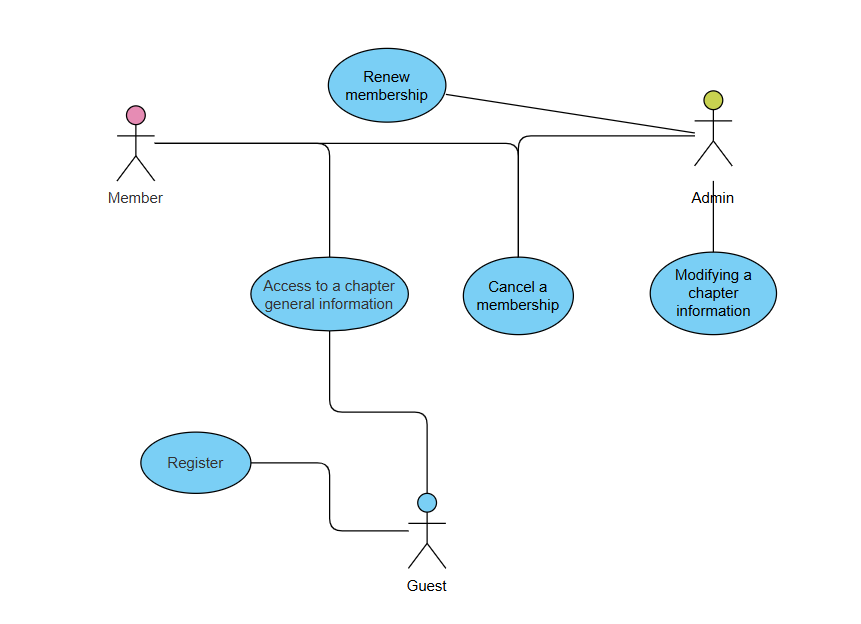 Renew
membership
Member
Admin
Access to a chapter
general information
Cancel a
membership
Modifying a
chapter
information
Register
Guest